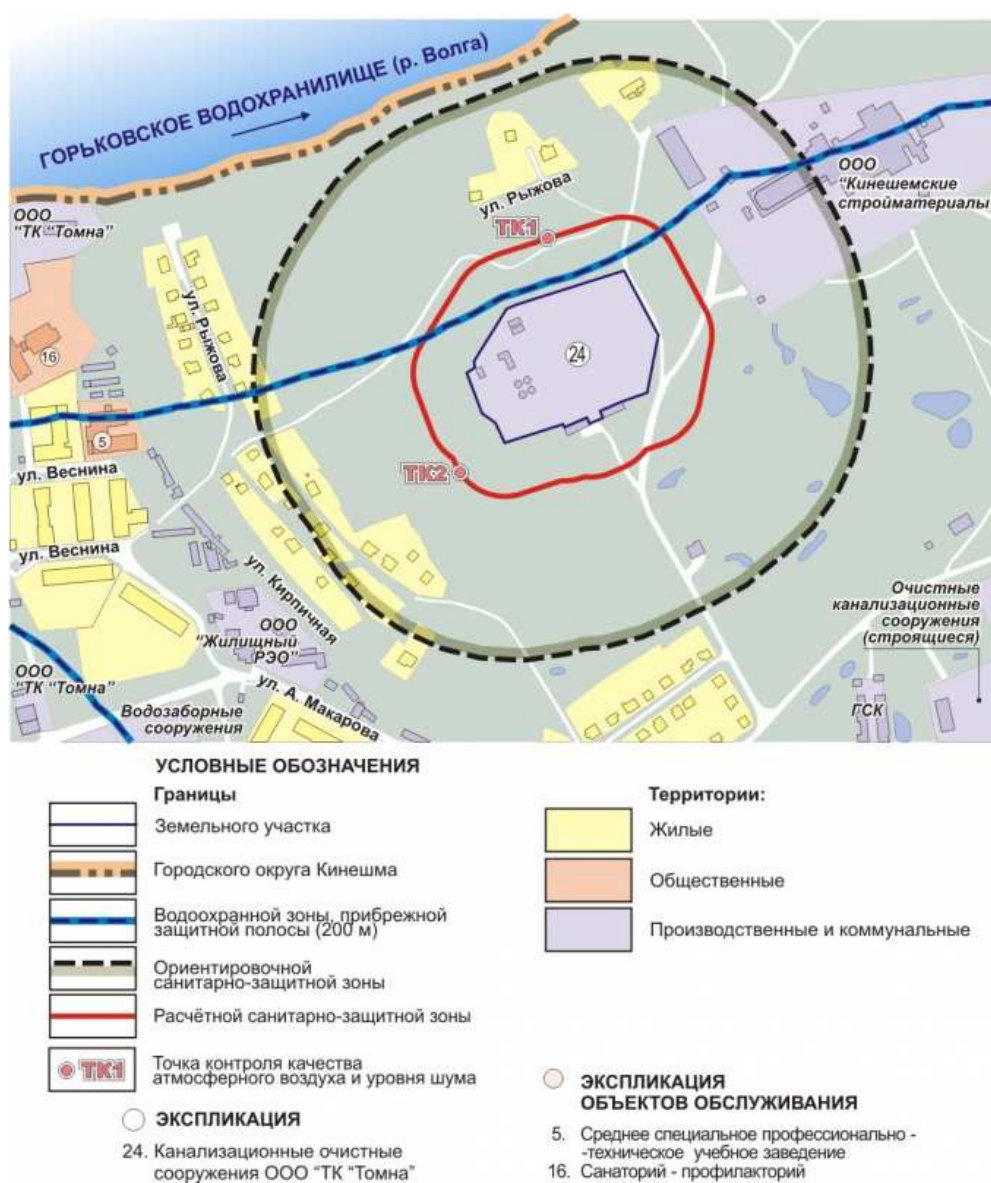 ГОРЬКОВСКОЕ ВОДОХРАНИЛИЩЕ (р. Волга)
ООО
"ТК "Томна"
ул. Рыжова
ТК1
ООО
"Кинешемские
стройматериалы
ул. Рыжова
16
24
5
ул. Веснина
ТК2
ул. Веснина
ул. Кирпичная
ООО
"Жилищный
РЭО"
Очистные
канализационные
сооружения
(строящиеся)
ООО
"ТК "Томна"
Водозаборные
сооружения
ул. А. Макарова
ГСК
УСЛОВНЫЕ ОБОЗНАЧЕНИЯ
Границы
Земельного участка
Городского округа Кинешма
Водоохранной зоны, прибрежной
защитной полосы (200 м)
Ориентировочной
санитарно-защитной зоны
Расчётной санитарно-защитной зоны
ТК1
Точка контроля качества
атмосферного воздуха и уровня шума
Территории:
Жилые
Общественные
Производственные и коммунальные
ЭКСПЛИКАЦИЯ
24. Канализационные очистные
сооружения ООО "ТК "Томна"
ЭКСПЛИКАЦИЯ
ОБЪЕКТОВ ОБСЛУЖИВАНИЯ
5. Среднее специальное профессионально -
-техническое учебное заведение
16. Санаторий - профилакторий